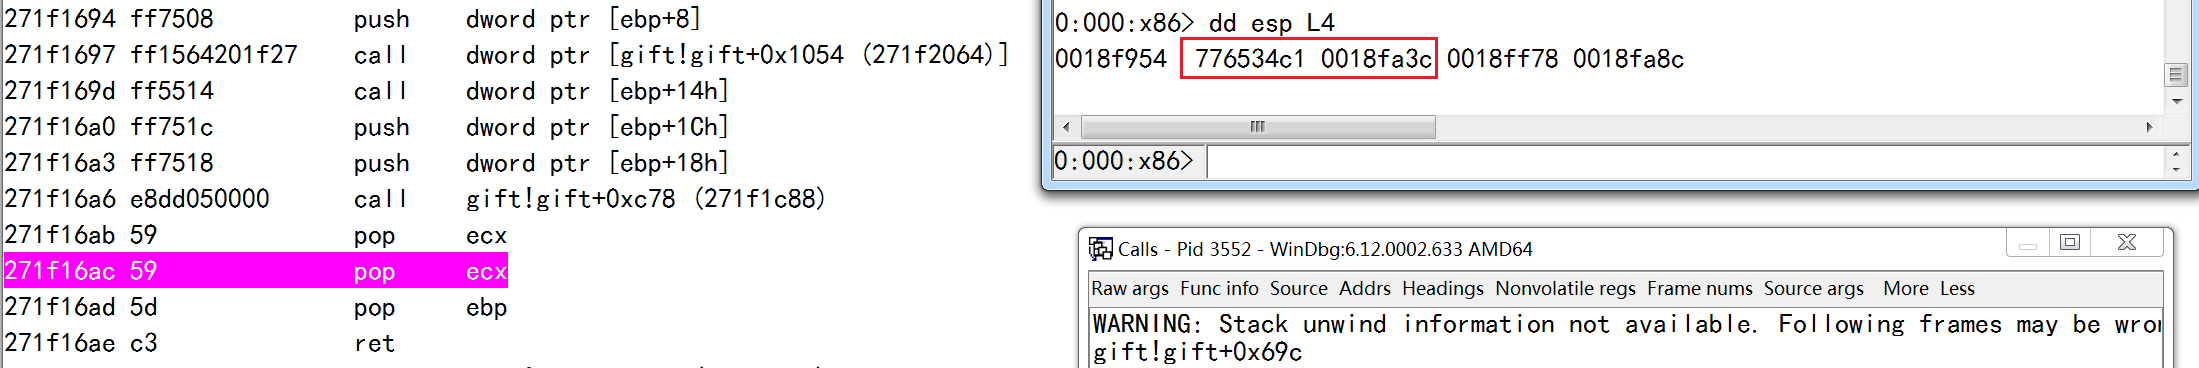 271f1694 ff7508 push dword ptr [ebp+8]
271f1697 ff1564201f27 call dword ptr [gift!gift+0x1054 (271f2064)]
271f169d ff5514 call dword ptr [ebp+14h]
271f16a0 ff751c push dword ptr [ebp+1Ch]
271f16a3 ff7518 push dword ptr [ebp+18h]
271f16a6 e8dd050000 call gift!gift+0xc78 (271f1c88)
271f16ab 59 pop ecx
271f16ac 59 pop ecx
271f16ad 5d pop ebp
271f16ae c3 ret
0:000:x86> dd esp L4
0018f954 776534c1 0018fa3c 0018ff78 0018fa8c
0:000:x86>
Calls - Pid 3552 - WinDbg:6.12.0002.633 AMD64
Raw args Func info Source Addrs Headings Nonvolatile regs Frame nums Source args More Less
WARNING: Stack unwind information not available. Following frames may be wron
gift!gift+0x69c